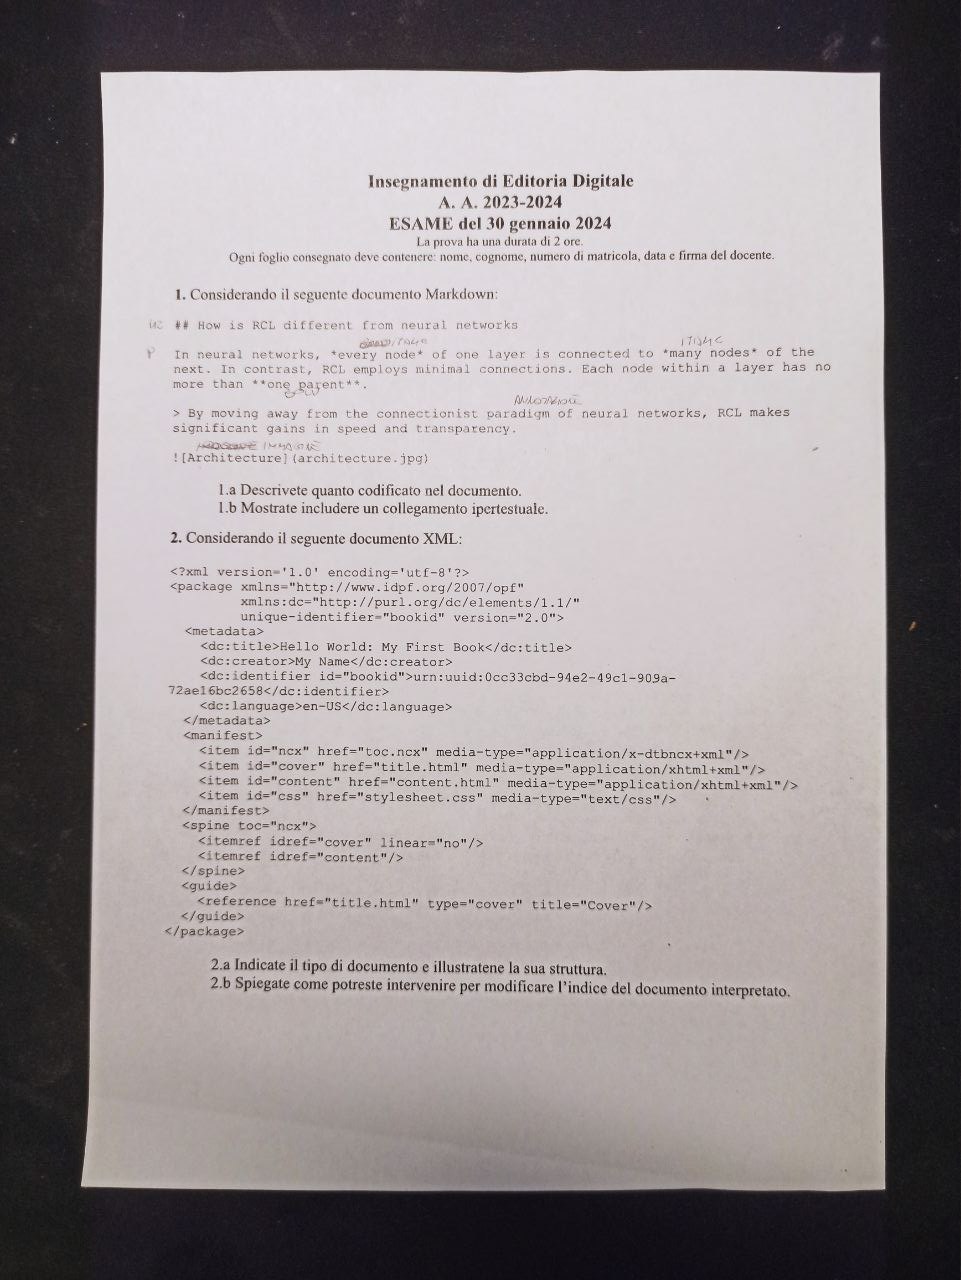 Insegnamento di Editoria Digitale
A. A. 2023-2024
ESAME del 30 gennaio 2024
La prova ha una durata di 2 ore.
Ogni foglio consegnato deve contenere: nome, cognome, numero di matricola, data e firma del docente.
1. Considerando il seguente documento Markdown:
## How is RCL different from neural networks
ITALIC
P In neural networks, *every node* of one layer is connected to *many nodes* of the
next. In contrast, RCL employs minimal connections. Each node within a layer has no
more than **one parent**.
> By moving away from the connectionist paradigm of neural networks, RCL makes
significant gains in speed and transparency.
IMMAGINE
![Architecture](architecture.jpg)
1.a Descrivete quanto codificato nel documento.
1.b Mostrate includere un collegamento ipertestuale.
2. Considerando il seguente documento XML:
<?xml version='1.0' encoding='utf-8'?>
<package xmlns="http://www.idpf.org/2007/opf"
xmlns:dc="http://purl.org/dc/elements/1.1/"
unique-identifier="bookid" version="2.0">
<metadata>
<dc:title>Hello World: My First Book</dc:title>
<dc:creator>My Name</dc:creator>
<dc:identifier id="bookid">urn:uuid:0cc33cbd-94e2-49c1-909a-
72ae16bc2658</dc:identifier>
<dc:language>en-US</dc:language>
</metadata>
<manifest>
<item id="ncx" href="toc.ncx" media-type="application/x-dtbncx+xml"/>
<item id="cover" href="title.html" media-type="application/xhtml+xml"/>
<item id="content" href="content.html" media-type="application/xhtml+xml"/>
<item id="css" href="stylesheet.css" media-type="text/css"/>
</manifest>
<spine toc="ncx">
<itemref idref="cover" linear="no"/>
<itemref idref="content"/>
</spine>
<guide>
<reference href="title.html" type="cover" title="Cover"/>
</guide>
</package>
2.a Indicate il tipo di documento e illustratene la sua struttura.
2.b Spiegate come potreste intervenire per modificare l'indice del documento interpretato.